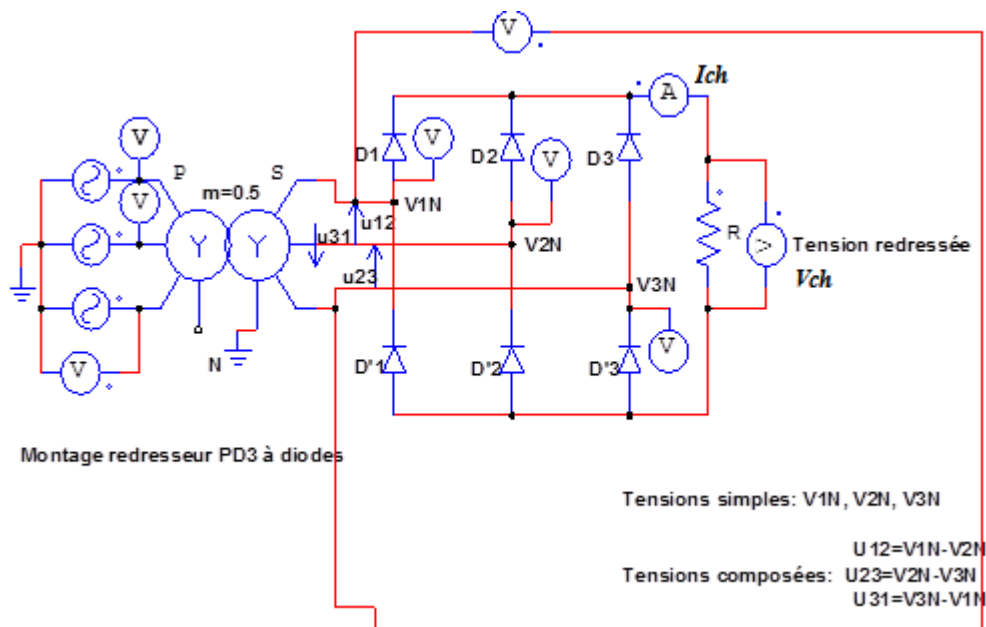 V
Ich
A
V
D1
V
D2
V
D3
P
S
m=0.5
V
V1N
u12
Y
Y
u31
V2N
R
V
Tension redressée
Vch
u23
V3N
N
V
D'1
D'2
D'3
V
Montage redresseur PD3 à diodes
Tensions simples: V1N, V2N, V3N
U12=V1N-V2N
Tensions composées: U23=V2N-V3N
U31=V3N-V1N